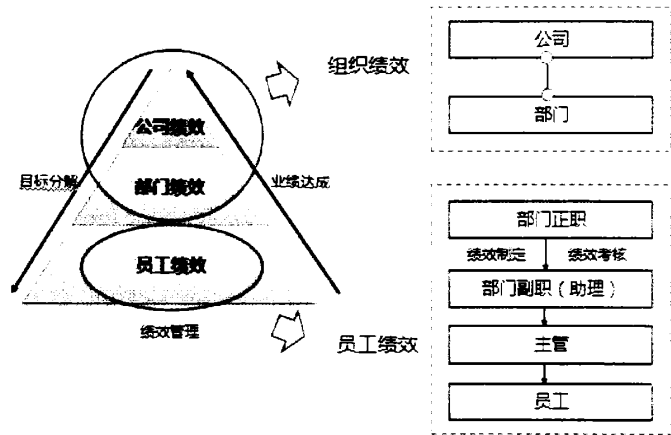 公司绩效
部门绩效
员工绩效
目标分解
业绩达成
绩效管理
组织绩效
公司
部门
员工绩效
部门正职
绩效制定
绩效考核
部门副职（助理）
主管
员工